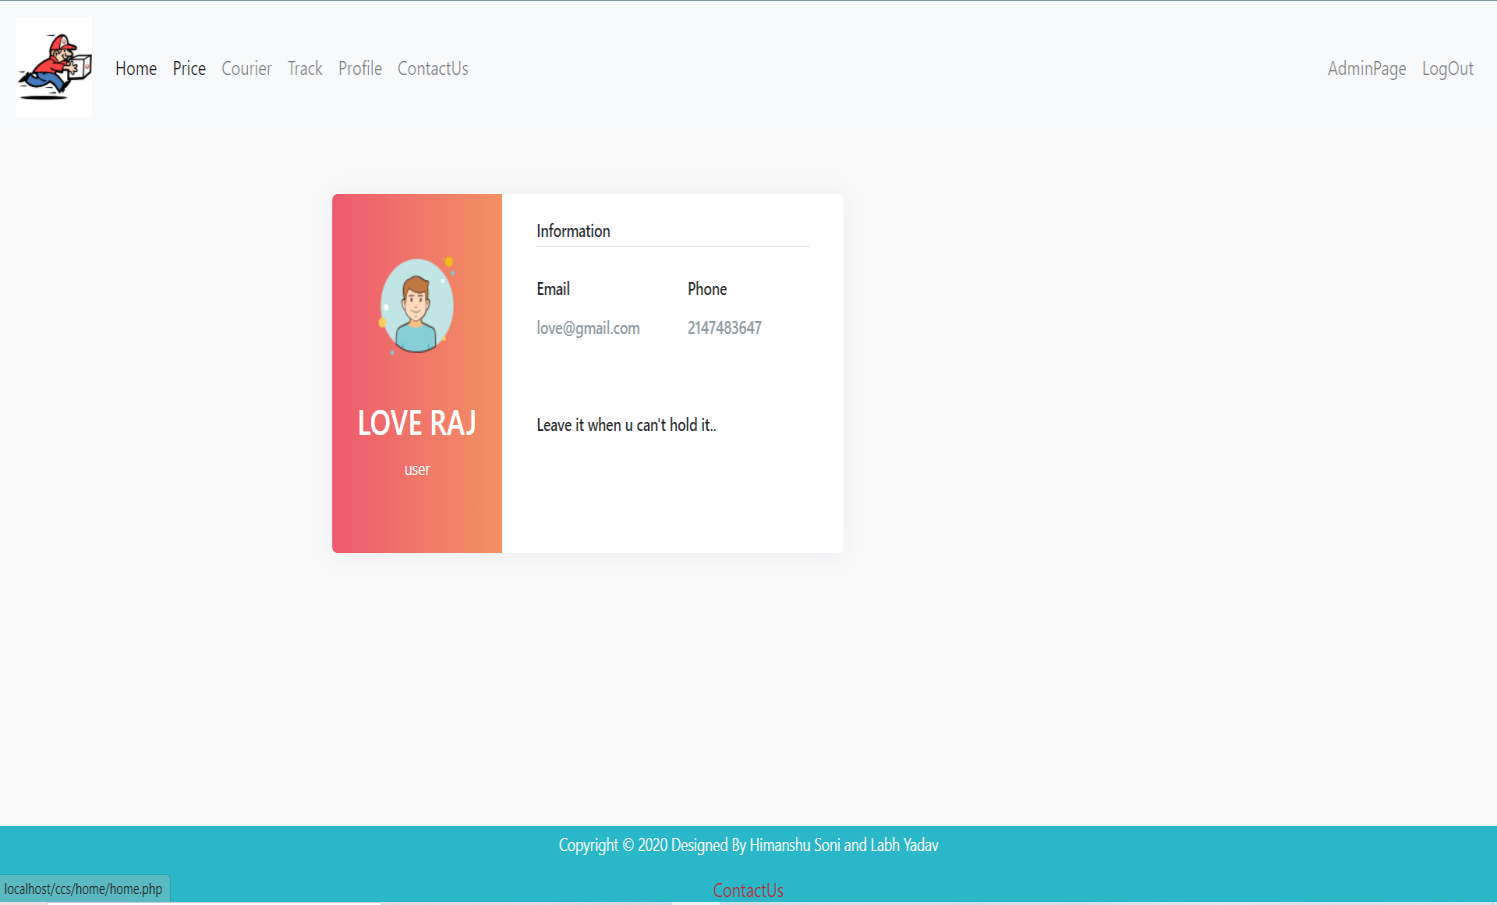 Home Price Courier Track Profile ContactUs AdminPage LogOut
Information
Email Phone
love@gmail.com 2147483647
LOVE RAJ
user
Leave it when u can't hold it..
Copyright © 2020 Designed By Himanshu Soni and Labh Yadav
ContactUs
localhost/ccs/home/home.php